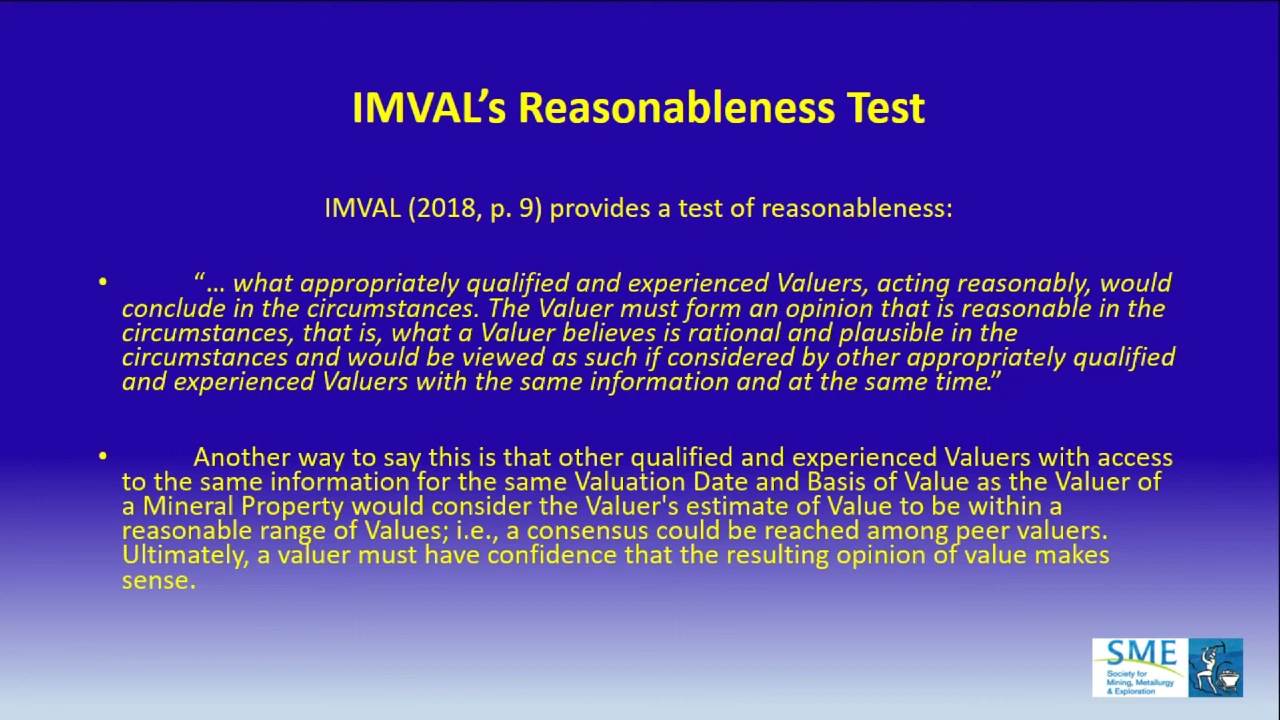 IMVAL’s Reasonableness Test
IMVAL (2018, p. 9) provides a test of reasonableness:
• “… what appropriately qualified and experienced Valuers, acting reasonably, would
conclude in the circumstances. The Valuer must form an opinion that is reasonable in the
circumstances, that is, what a Valuer believes is rational and plausible in the
circumstances and would be viewed as such if considered by other appropriately qualified
and experienced Valuers with the same information and at the same time.”
• Another way to say this is that other qualified and experienced Valuers with access
to the same information for the same Valuation Date and Basis of Value as the Valuer of
a Mineral Property would consider the Valuer's estimate of Value to be within a
reasonable range of Values; i.e., a consensus could be reached among peer valuers.
Ultimately, a valuer must have confidence that the resulting opinion of value makes
sense.
SME
Society for
Mining, Metallurgy
& Exploration